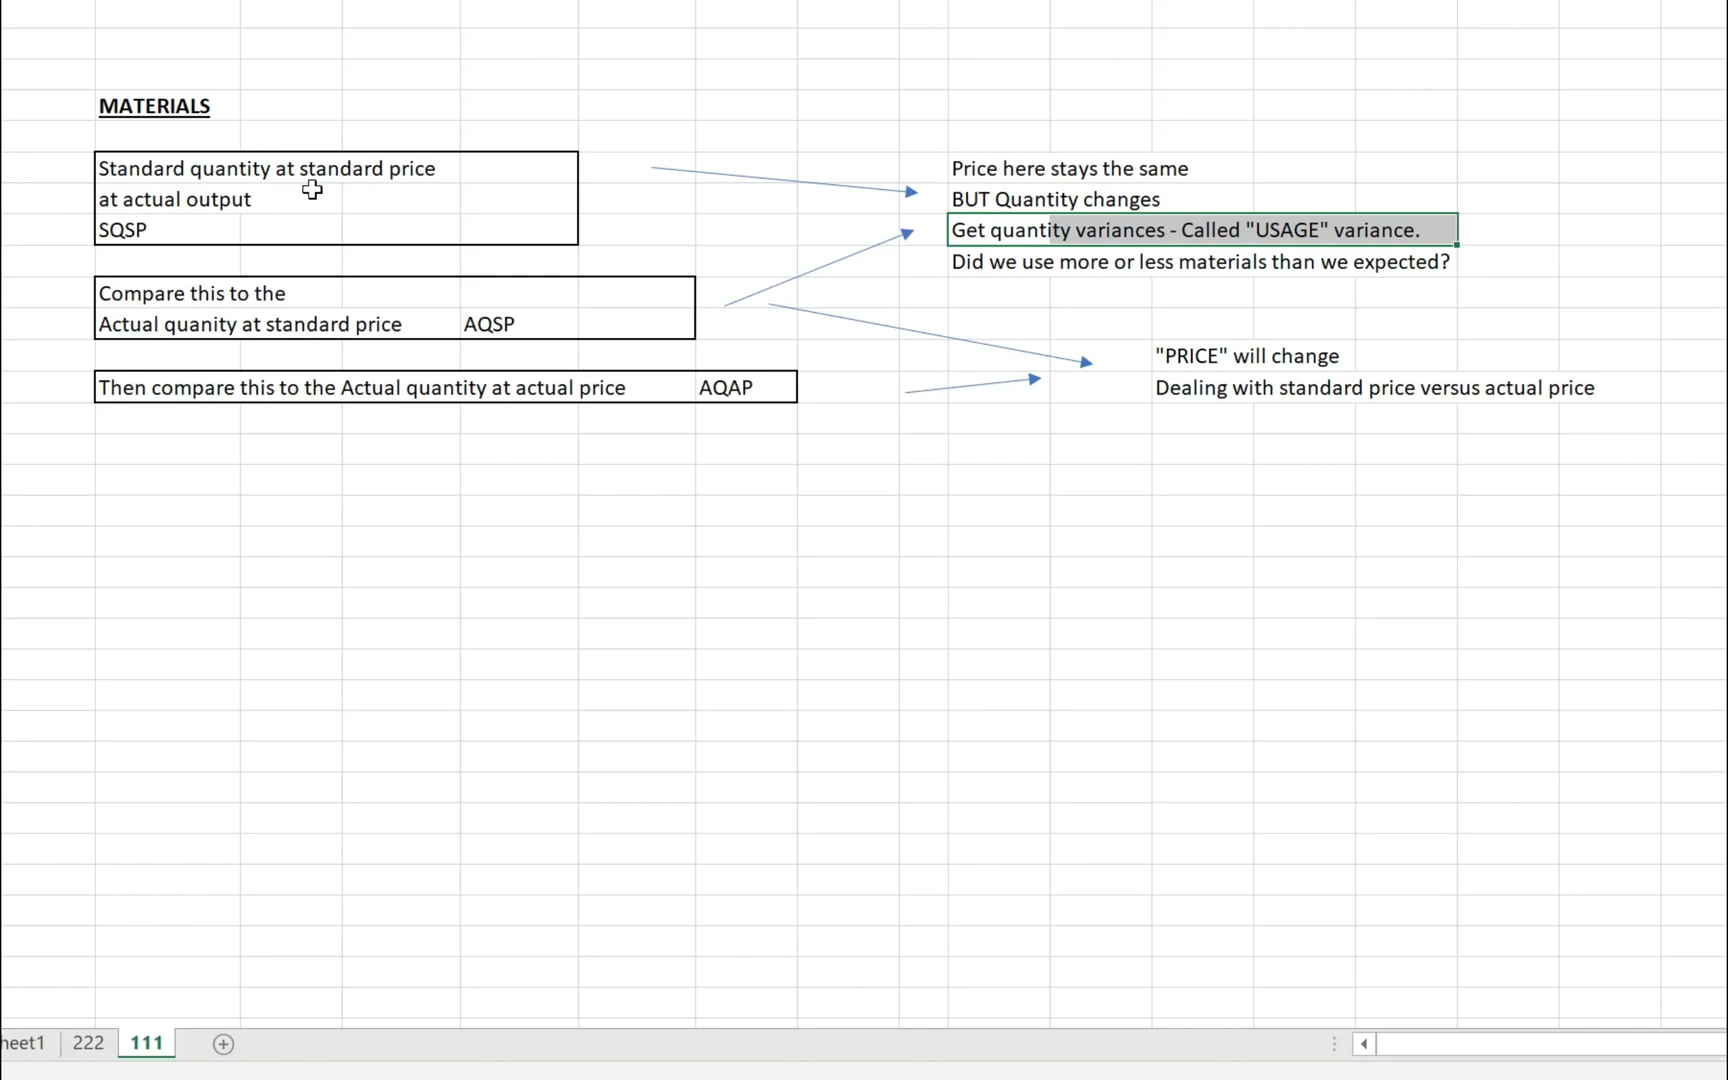 MATERIALS
Standard quantity at standard price
at actual output
SQSP
Compare this to the
Actual quanity at standard price AQSP
Then compare this to the Actual quantity at actual price AQAP
Price here stays the same
BUT Quantity changes
Get quantity variances - Called "USAGE" variance.
Did we use more or less materials than we expected?
"PRICE" will change
Dealing with standard price versus actual price
heet1 222 111